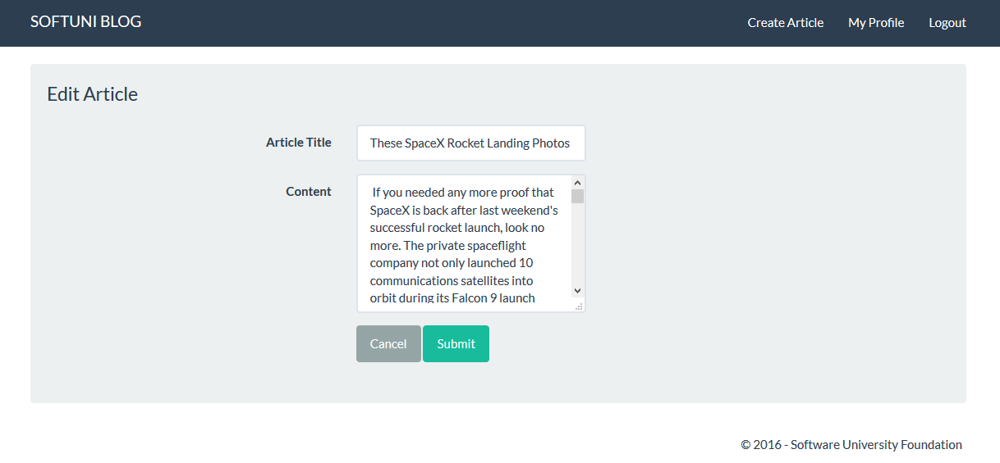 SOFTUNI BLOG
Create Article My Profile Logout
Edit Article
Article Title
These SpaceX Rocket Landing Photos
Content
If you needed any more proof that
SpaceX is back after last weekend's
successful rocket launch, look no
more. The private spaceflight
company not only launched 10
communications satellites into
orbit during its Falcon 9 launch
Cancel Submit
© 2016 - Software University Foundation